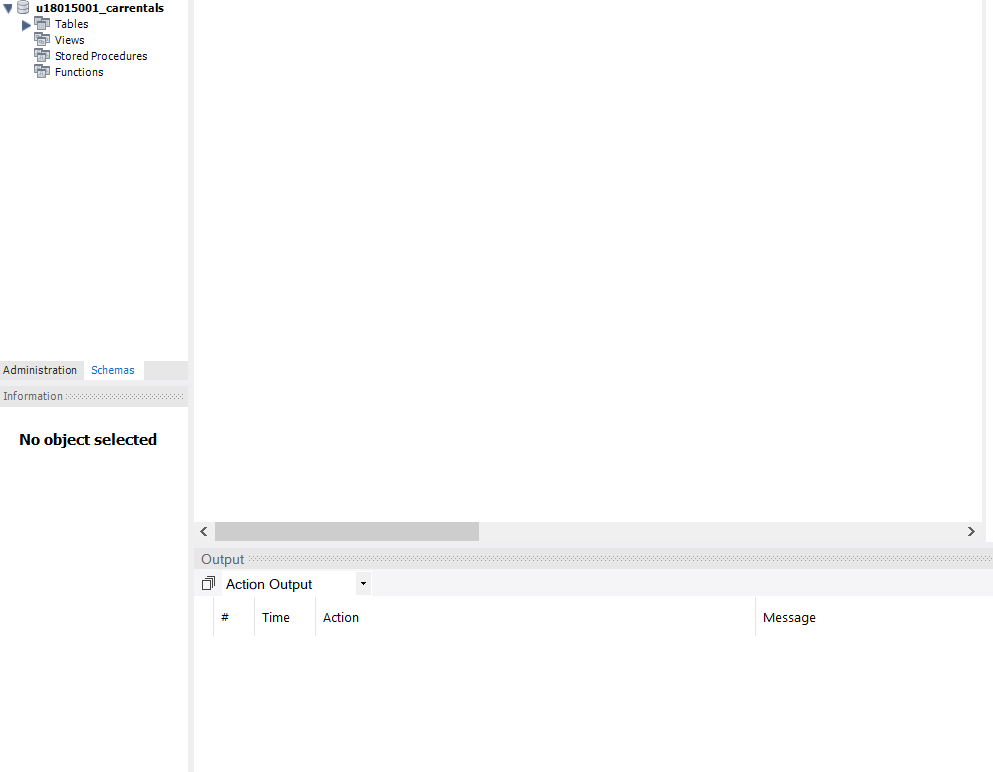 u18015001_carrentals
Tables
Views
Stored Procedures
Functions
Administration Schemas
Information
No object selected
Output
Action Output
# Time Action Message